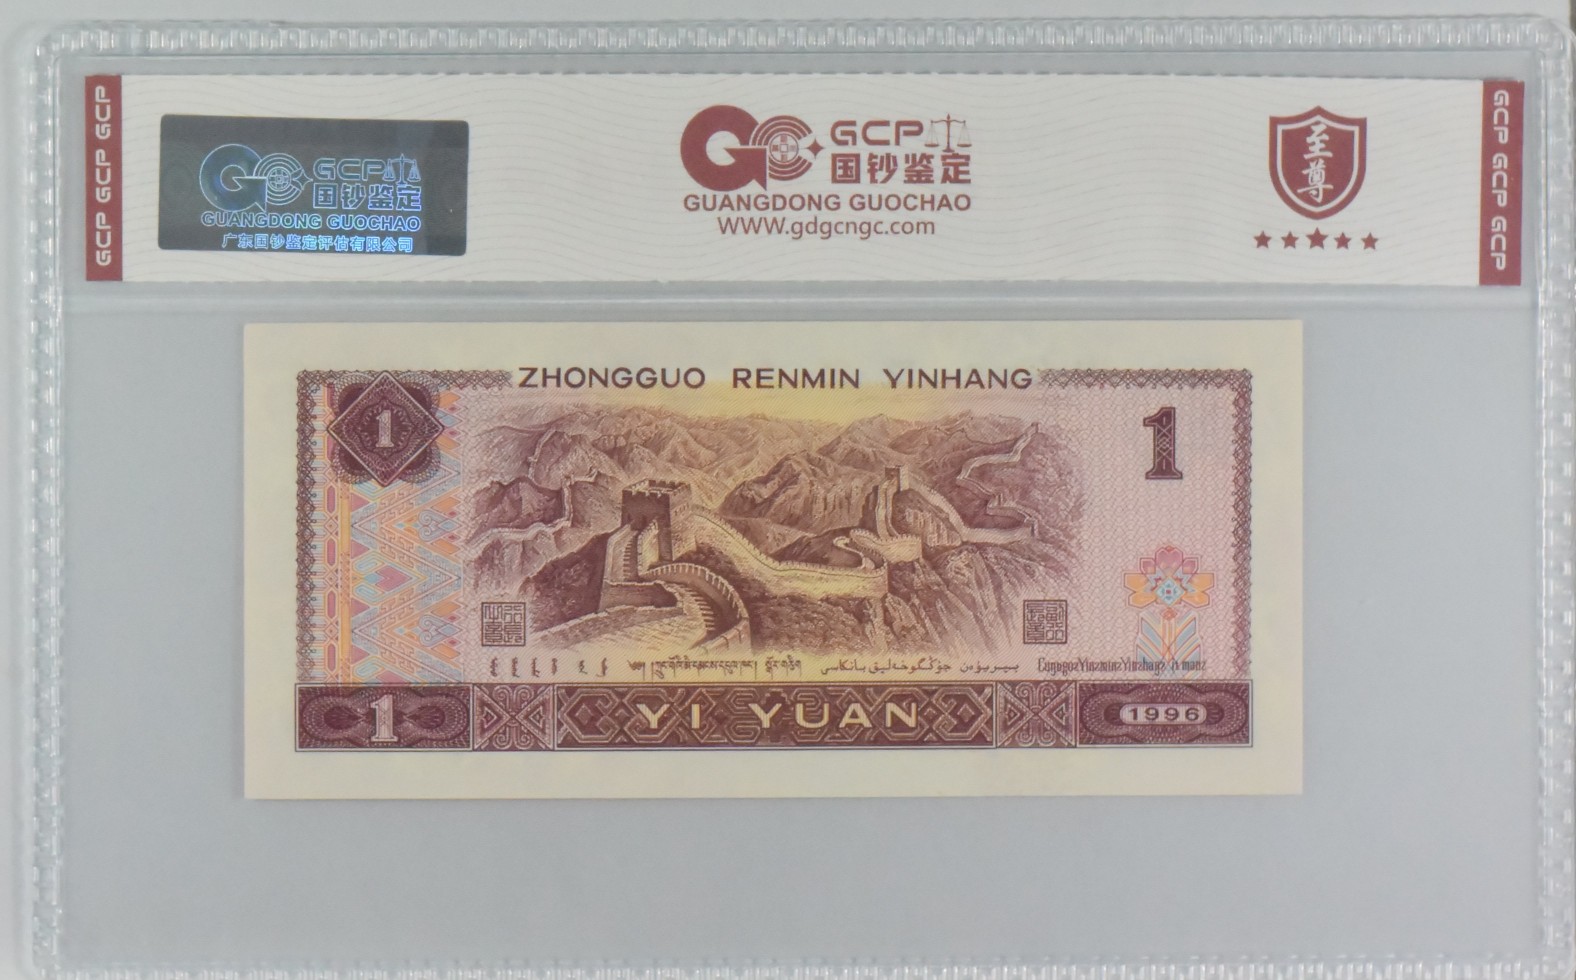 GCP GCP GCP
GCP
国钞鉴定
GUANGDONG GUOCHAO
广东国钞鉴定评估有限公司
GCP
国钞鉴定
GUANGDONG GUOCHAO
WWW.gdgcngc.com
至尊
GCP GCP GCP
ZHONGGUO RENMIN YINHANG
1
1
1
YI YUAN
1996